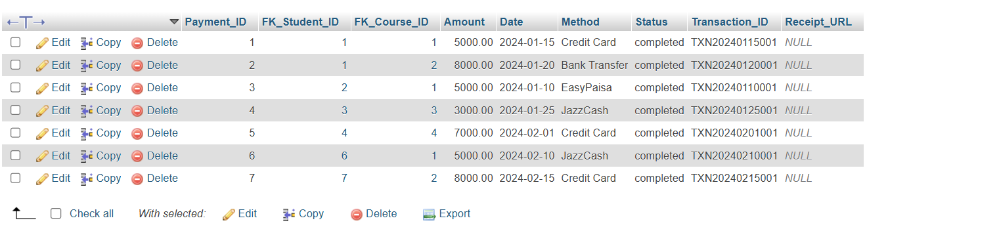 Payment_ID FK_Student_ID FK_Course_ID Amount Date Method Status Transaction_ID Receipt_URL
Edit Copy Delete 1 1 1 5000.00 2024-01-15 Credit Card completed TXN20240115001 NULL
Edit Copy Delete 2 1 2 8000.00 2024-01-20 Bank Transfer completed TXN20240120001 NULL
Edit Copy Delete 3 2 1 5000.00 2024-01-10 EasyPaisa completed TXN20240110001 NULL
Edit Copy Delete 4 3 3 3000.00 2024-01-25 JazzCash completed TXN20240125001 NULL
Edit Copy Delete 5 4 4 7000.00 2024-02-01 Credit Card completed TXN20240201001 NULL
Edit Copy Delete 6 6 1 5000.00 2024-02-10 JazzCash completed TXN20240210001 NULL
Edit Copy Delete 7 7 2 8000.00 2024-02-15 Credit Card completed TXN20240215001 NULL
Check all With selected: Edit Copy Delete Export